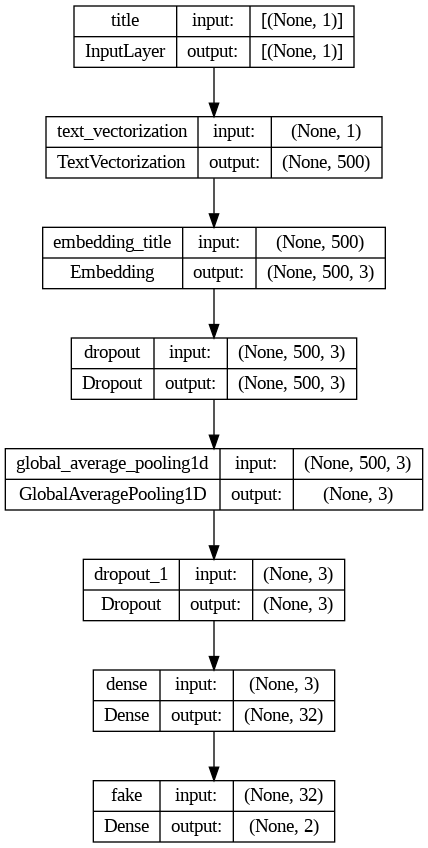 title input: [(None, 1)]
InputLayer output: [(None, 1)]
text_vectorization input: (None, 1)
TextVectorization output: (None, 500)
embedding_title input: (None, 500)
Embedding output: (None, 500, 3)
dropout input: (None, 500, 3)
Dropout output: (None, 500, 3)
global_average_pooling1d input: (None, 500, 3)
GlobalAveragePooling1D output: (None, 3)
dropout_1 input: (None, 3)
Dropout output: (None, 3)
dense input: (None, 3)
Dense output: (None, 32)
fake input: (None, 32)
Dense output: (None, 2)